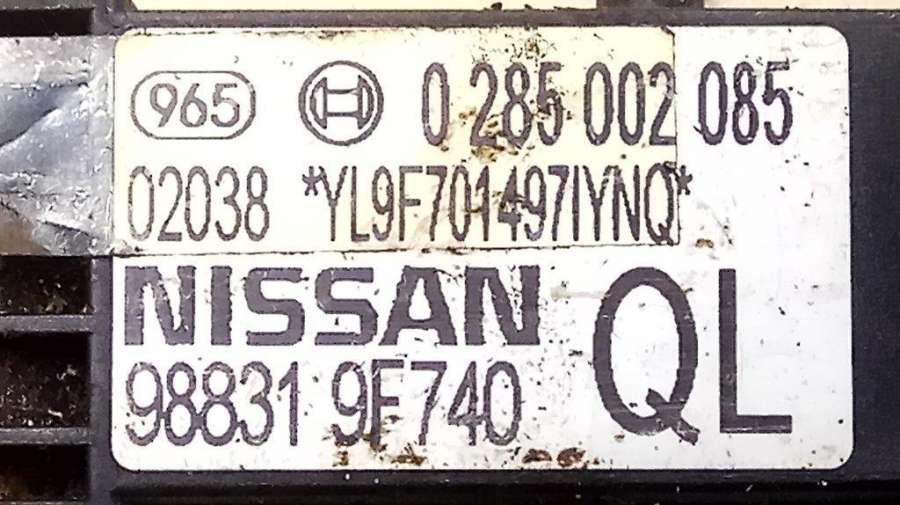 965 0 285 002 085
02038 *YL9F701497IYNQ*
NISSAN QL
98831 9F740